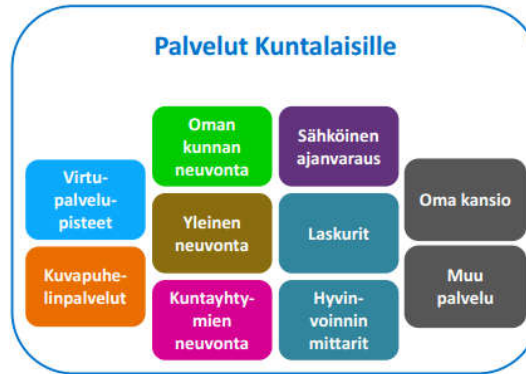 Palvelut Kuntalaisille
Virtu-
palvelu-
pisteet
Kuvapuhe-
linpalvelut
Oman
kunnan
neuvonta
Yleinen
neuvonta
Kuntayhty-
mien
neuvonta
Sähköinen
ajanvaraus
Laskurit
Hyvin-
voinnin
mittarit
Oma kansio
Muu
palvelu